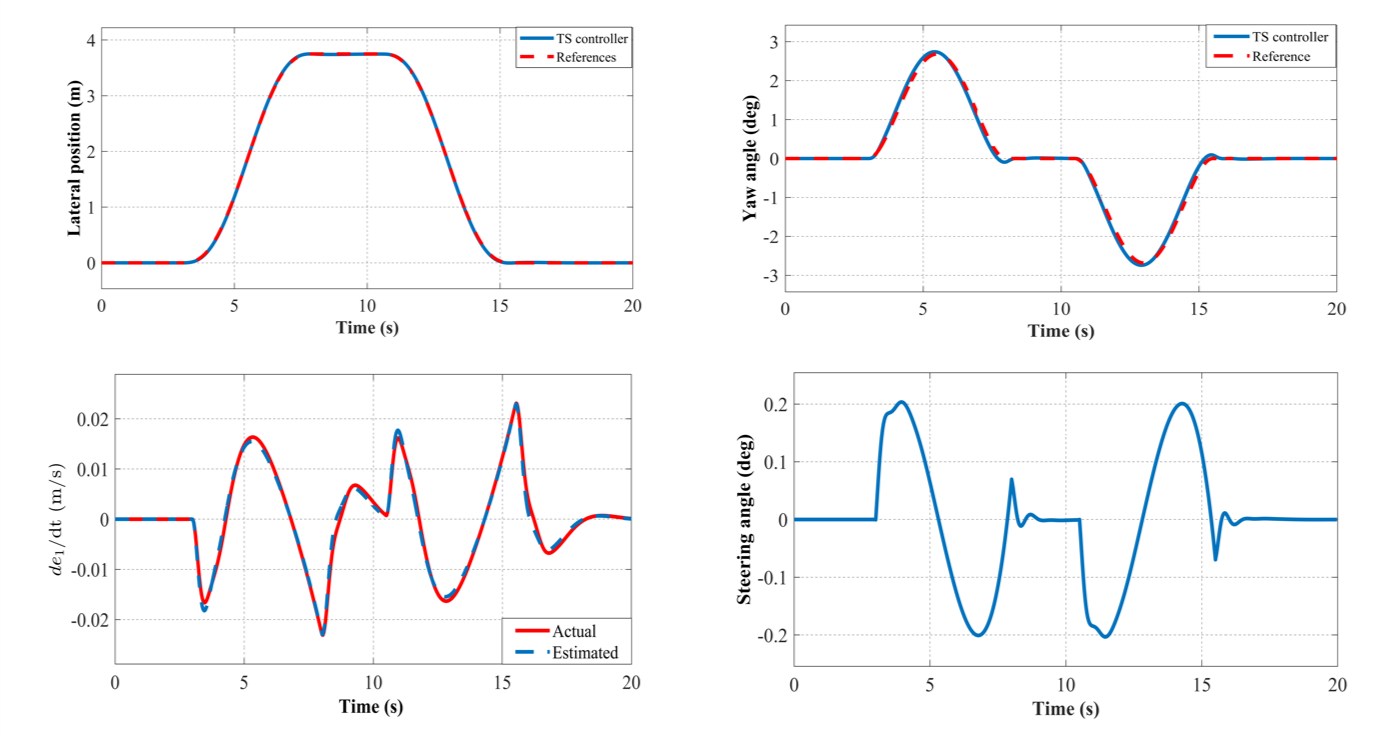 TS controller
References
4
3
2
1
0
Lateral position (m)
0 5 10 15 20
Time (s)
TS controller
Reference
3
2
1
0
-1
-2
-3
Yaw angle (deg)
0 5 10 15 20
Time (s)
0.02
0.01
0
-0.01
-0.02
de₁/dt (m/s)
Actual
Estimated
0 5 10 15 20
Time (s)
0.2
0.1
0
-0.1
-0.2
Steering angle (deg)
0 5 10 15 20
Time (s)